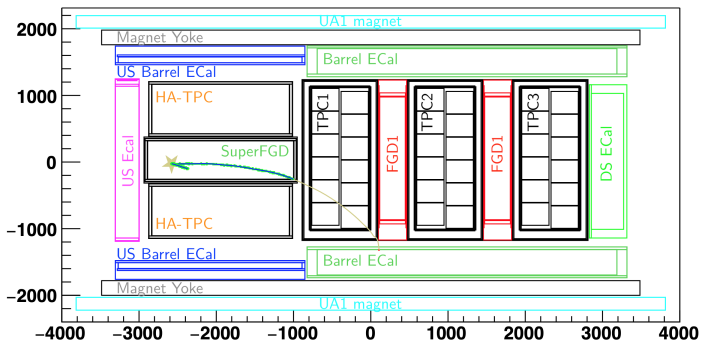 UA1 magnet
2000
Magnet Yoke
US Barrel ECal
Barrel ECal
1000
HA-TPC
TPC1
TPC2
TPC3
SuperFGD
US Ecal
FGD1
FGD1
DS ECal
0
HA-TPC
−1000
US Barrel ECal
Barrel ECal
Magnet Yoke
−2000
UA1 magnet
−4000 −3000 −2000 −1000 0 1000 2000 3000 4000